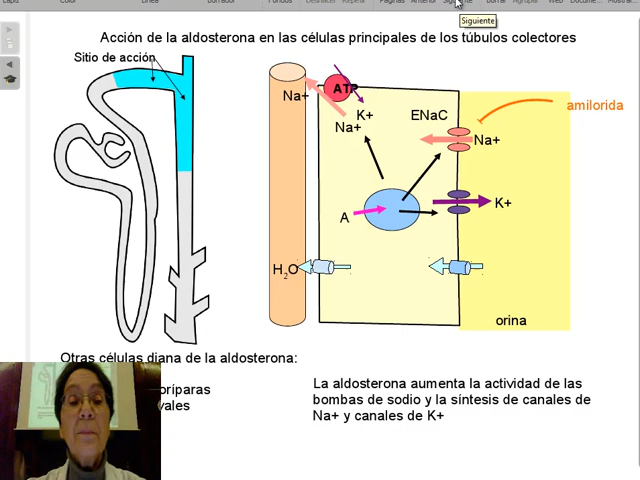 Siguiente
Acción de la aldosterona en las células principales de los túbulos colectores
Sitio de acción
ATP
Na+
K+
Na+
ENaC
amilorida
Na+
A
K+
H2O
orina
Otras células diana de la aldosterona:
La aldosterona aumenta la actividad de las
bombas de sodio y la síntesis de canales de
Na+ y canales de K+